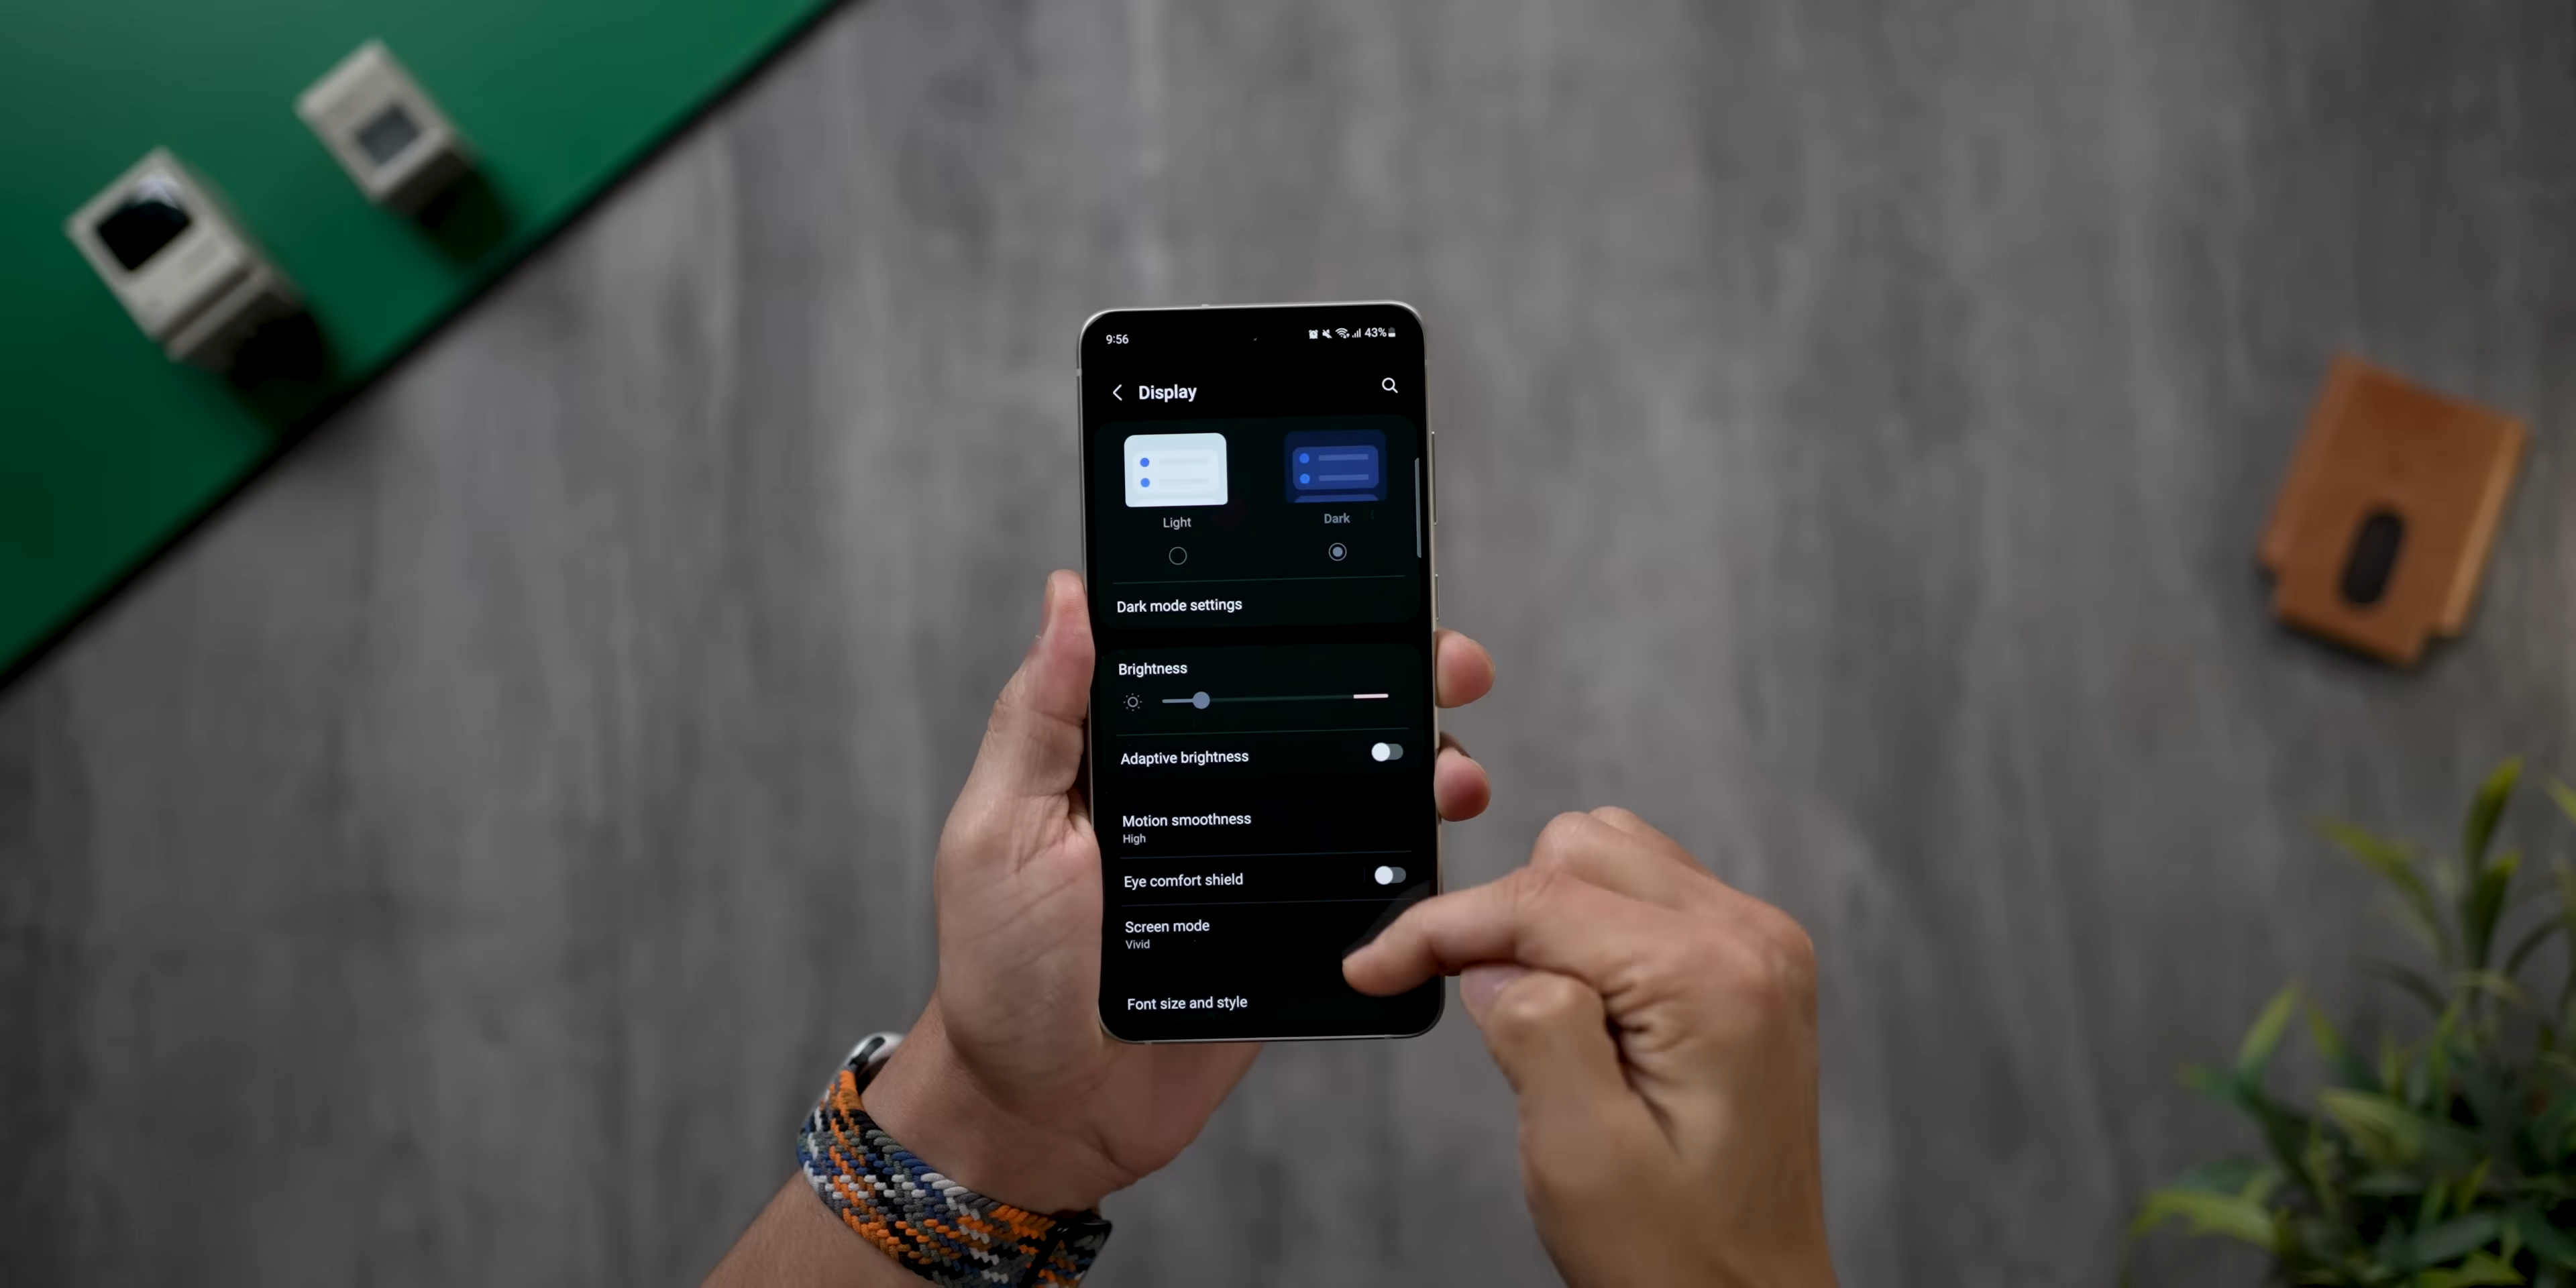 9:56 43%
Display
Light Dark
Dark mode settings
Brightness
Adaptive brightness
Motion smoothness
High
Eye comfort shield
Screen mode
Vivid
Font size and style